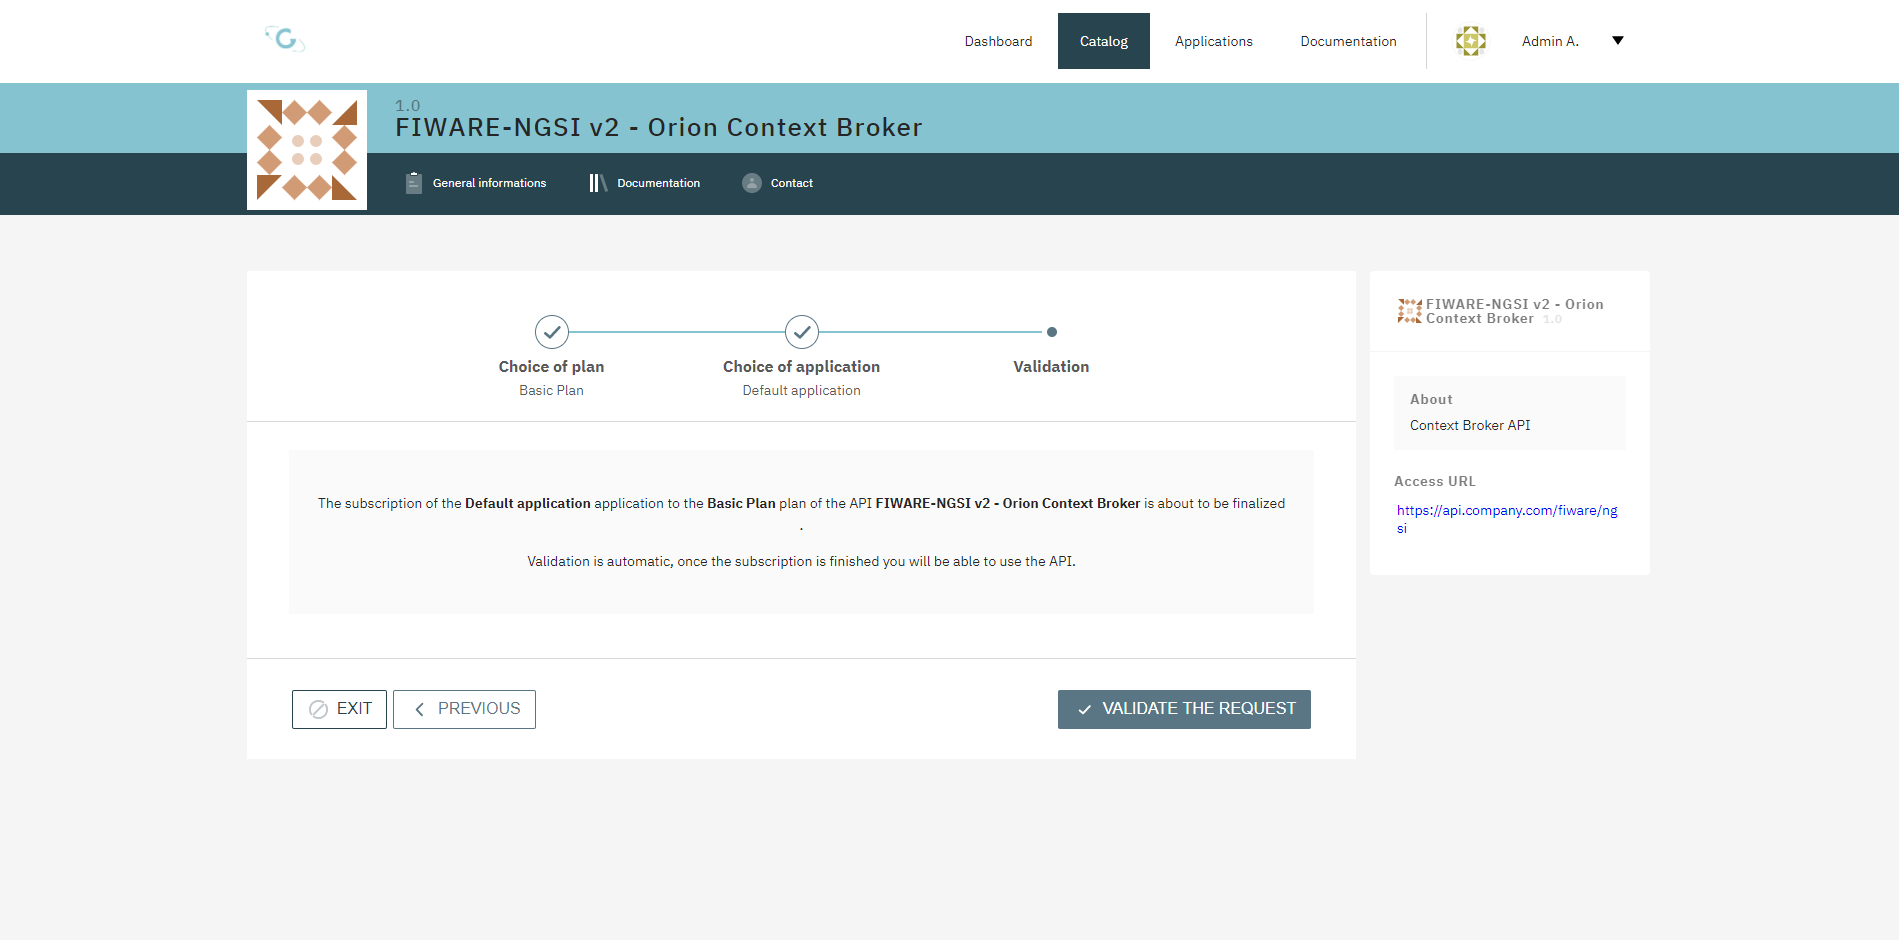 Dashboard Catalog Applications Documentation Admin A.
1.0
FIWARE-NGSI v2 - Orion Context Broker
General informations Documentation Contact
Choice of plan Choice of application Validation
Basic Plan Default application
The subscription of the Default application application to the Basic Plan plan of the API FIWARE-NGSI v2 - Orion Context Broker is about to be finalized
.
Validation is automatic, once the subscription is finished you will be able to use the API.
EXIT PREVIOUS VALIDATE THE REQUEST
FIWARE-NGSI v2 - Orion
Context Broker 1.0
About
Context Broker API
Access URL
https://api.company.com/fiware/ng
si